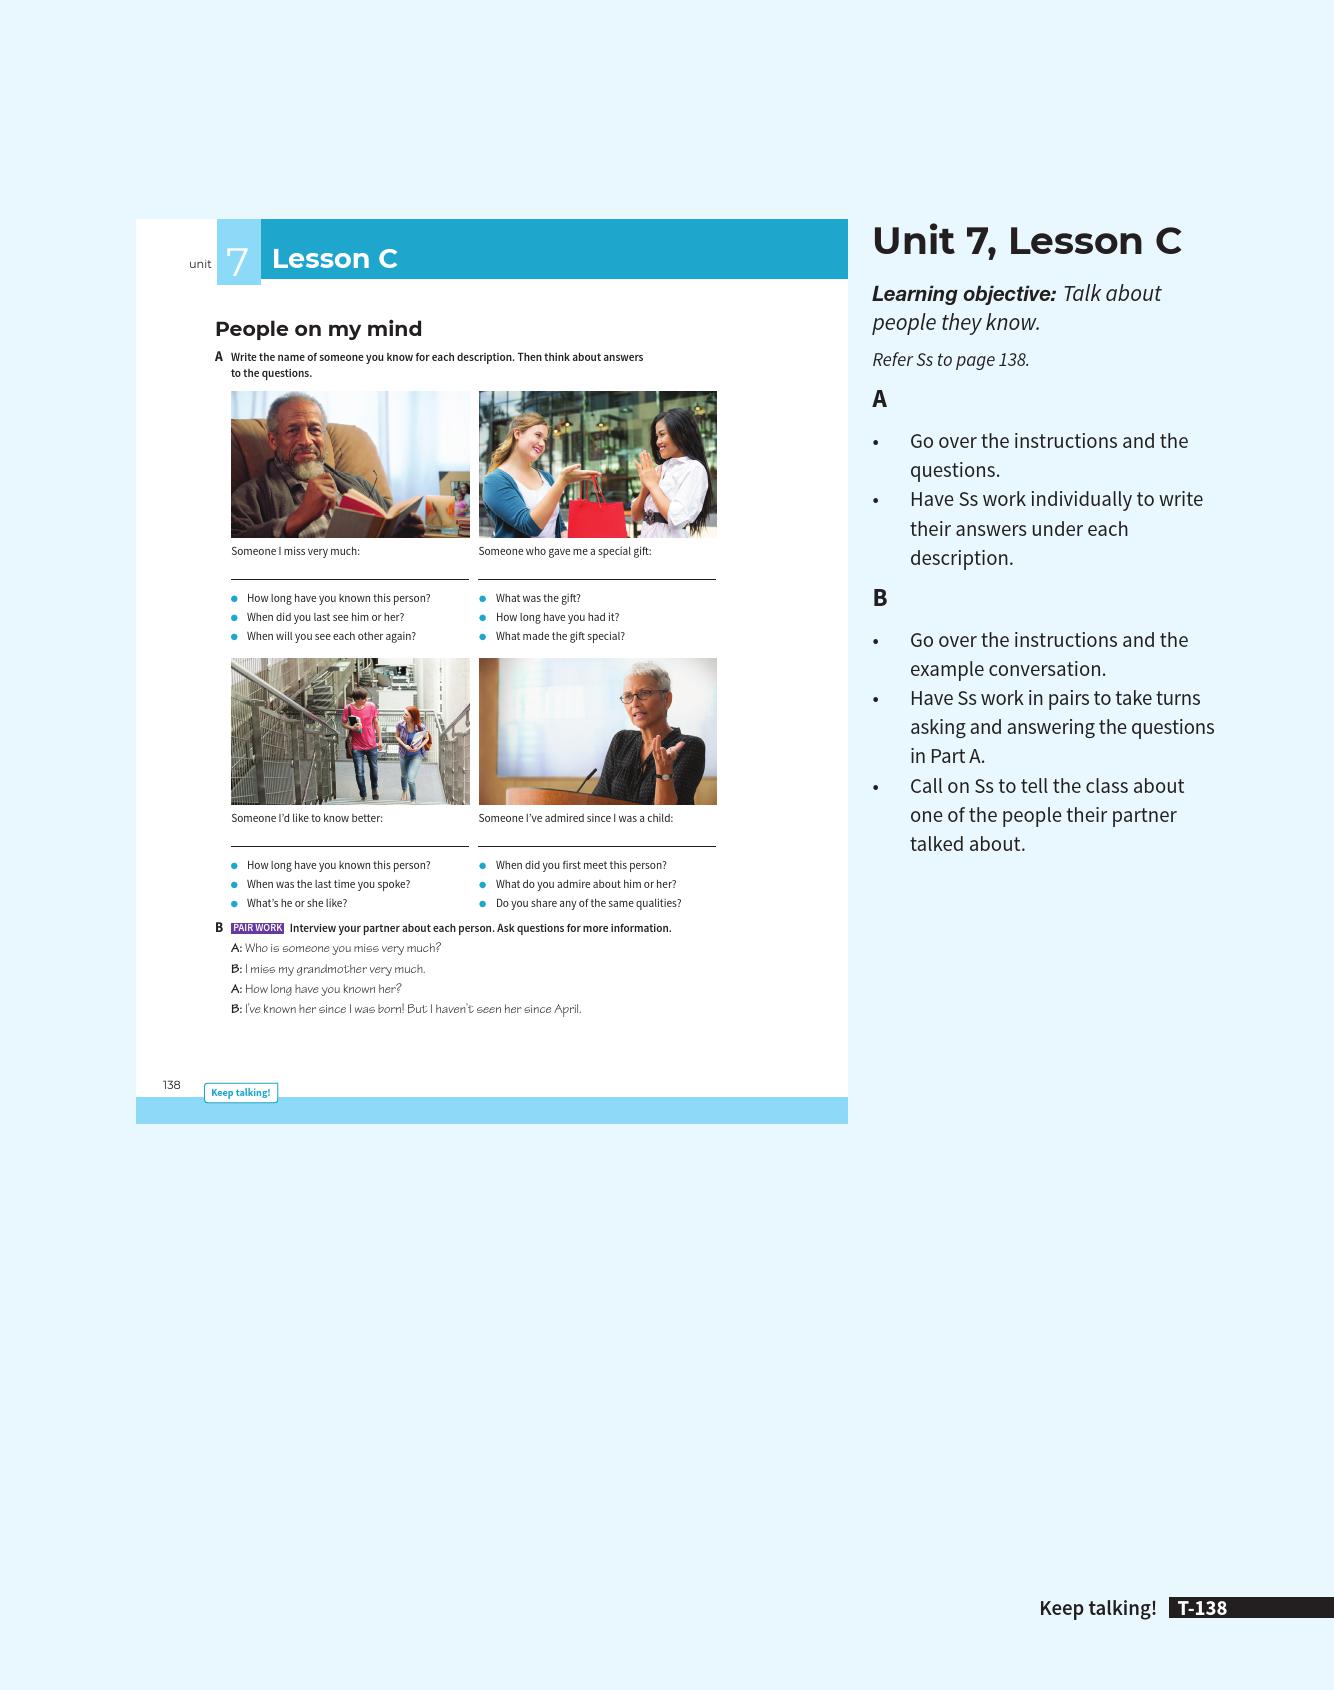 unit 7 Lesson C
People on my mind
A Write the name of someone you know for each description. Then think about answers
to the questions.
Someone I miss very much:
How long have you known this person?
When did you last see him or her?
When will you see each other again?
Someone who gave me a special gift:
What was the gift?
How long have you had it?
What made the gift special?
Someone I’d like to know better:
How long have you known this person?
When was the last time you spoke?
What’s he or she like?
Someone I’ve admired since I was a child:
When did you first meet this person?
What do you admire about him or her?
Do you share any of the same qualities?
B PAIR WORK Interview your partner about each person. Ask questions for more information.
A: Who is someone you miss very much?
B: I miss my grandmother very much.
A: How long have you known her?
B: I’ve known her since I was born! But I haven’t seen her since April.
138 Keep talking!
Unit 7, Lesson C
Learning objective: Talk about
people they know.
Refer Ss to page 138.
A
• Go over the instructions and the
questions.
• Have Ss work individually to write
their answers under each
description.
B
• Go over the instructions and the
example conversation.
• Have Ss work in pairs to take turns
asking and answering the questions
in Part A.
• Call on Ss to tell the class about
one of the people their partner
talked about.
Keep talking! T-138